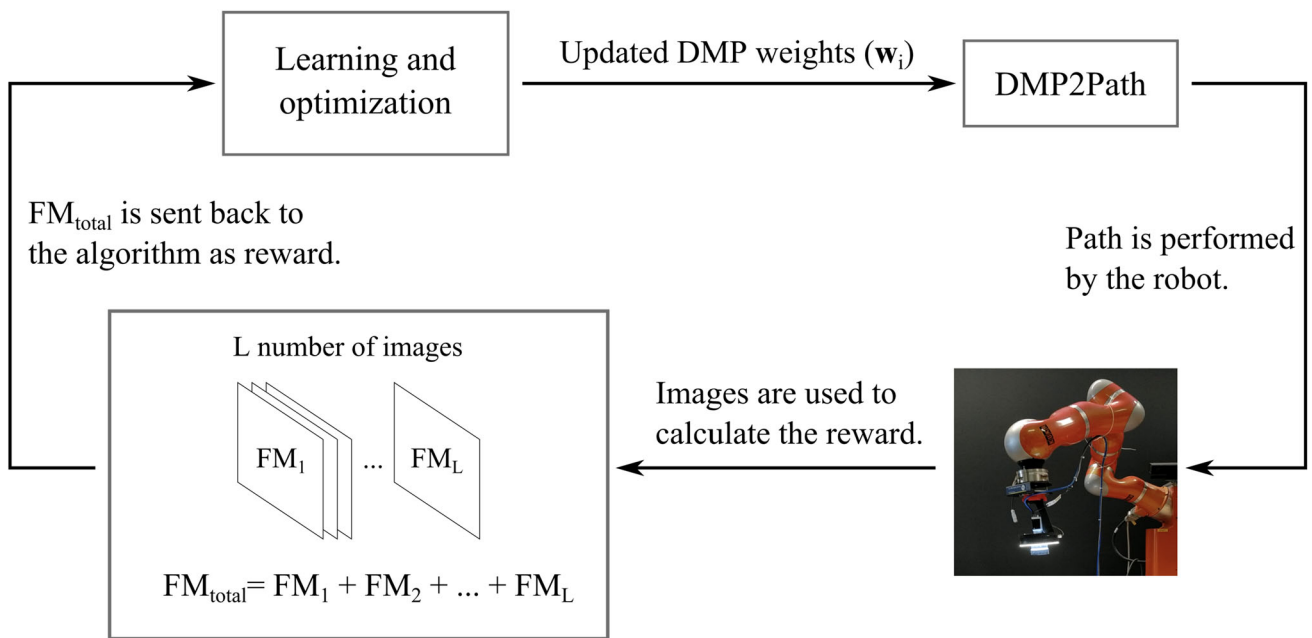 Learning and
optimization
Updated DMP weights (wᵢ)
DMP2Path
FMtotal is sent back to
the algorithm as reward.
Path is performed
by the robot.
L number of images
FM₁ ... FML
Images are used to
calculate the reward.
FMtotal= FM₁ + FM₂ + ... + FML